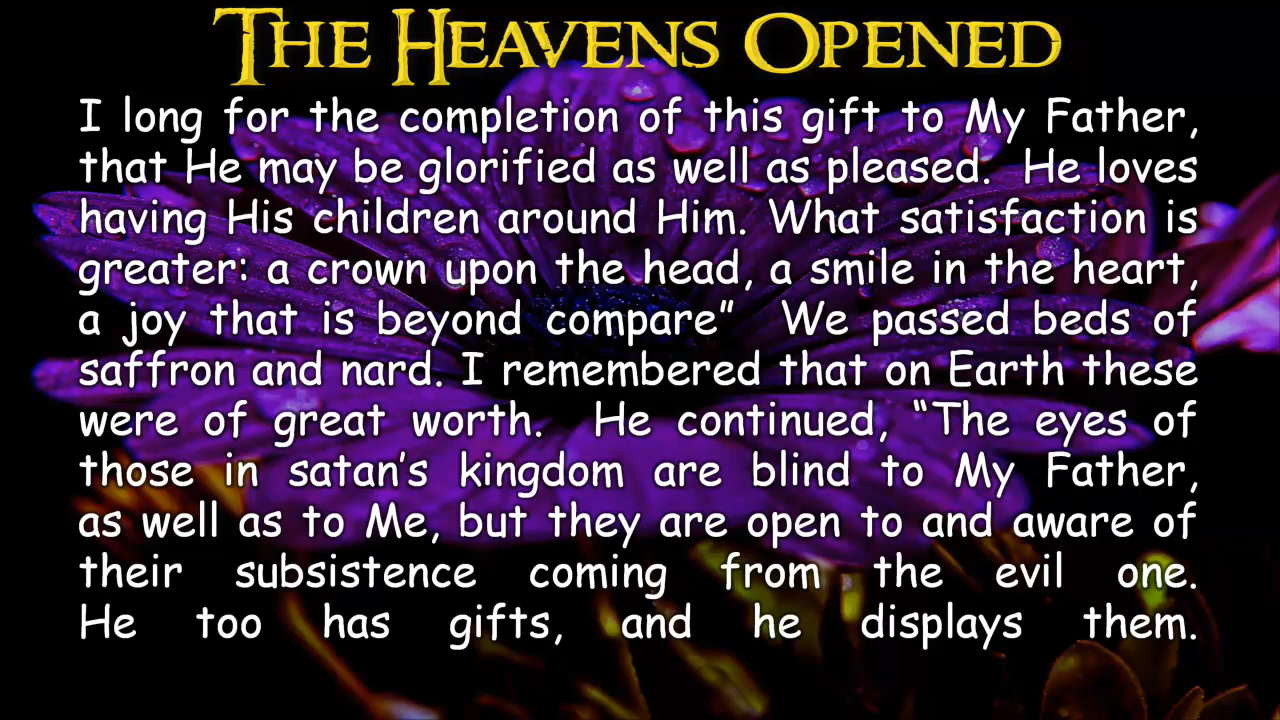 THE HEAVENS OPENED
I long for the completion of this gift to My Father,
that He may be glorified as well as pleased.  He loves
having His children around Him. What satisfaction is
greater: a crown upon the head, a smile in the heart,
a joy that is beyond compare”  We passed beds of
saffron and nard. I remembered that on Earth these
were of great worth.  He continued, “The eyes of
those in satan’s kingdom are blind to My Father,
as well as to Me, but they are open to and aware of
their subsistence coming from the evil one.
He too has gifts, and he displays them.